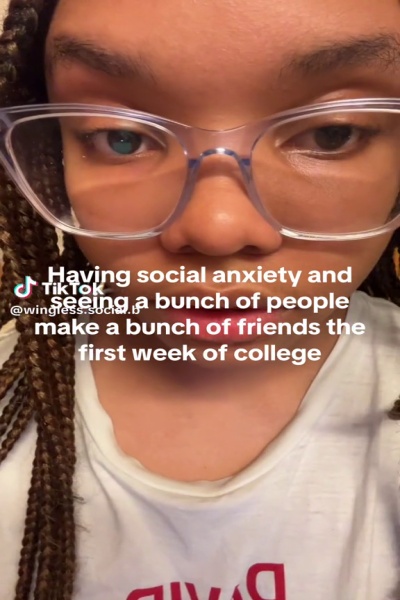 Having social anxiety and
TikTok
seeing a bunch of people
@wingless.social.b
make a bunch of friends the
first week of college